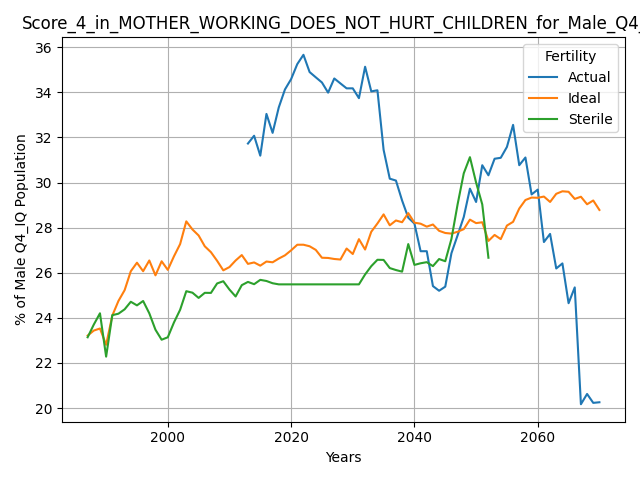 Score_4_in_MOTHER_WORKING_DOES_NOT_HURT_CHILDREN_for_Male_Q4_
Fertility
Actual
Ideal
Sterile
% of Male Q4_IQ Population
36
34
32
30
28
26
24
22
20
2000 2020 2040 2060
Years